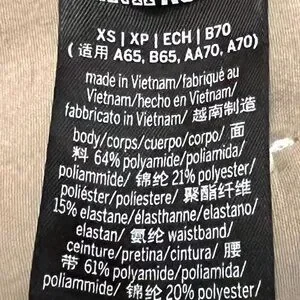 XS | XP | ECH | B70
( 适用 A65, B65, AA70, A70)
made in Vietnam/fabriqué au
Vietnam/hecho en Vietnam/
fabbricato in Vietnam/ 越南制造
body/corps/cuerpo/corpo/ 面
料 64% polyamide/poliamida/
poliammide/ 锦纶 21% polyester/
poliéster/poliestere/ 聚酯纤维
15% elastane/élasthanne/elastano/
elastan/ 氨纶 waistband/
ceinture/pretina/cintura/ 腰
带 61% polyamide/poliamida/
poliammide/ 锦纶 20% polyester/